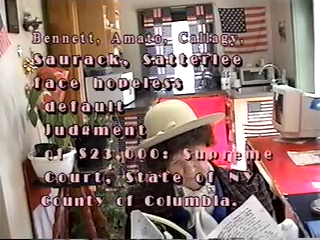 Bennett, Amato, Callagy,
Saurack, Satterlee
face hopeless
default
Judgment
of $23,000: Supreme
Court, State of NY
County of Columbia.